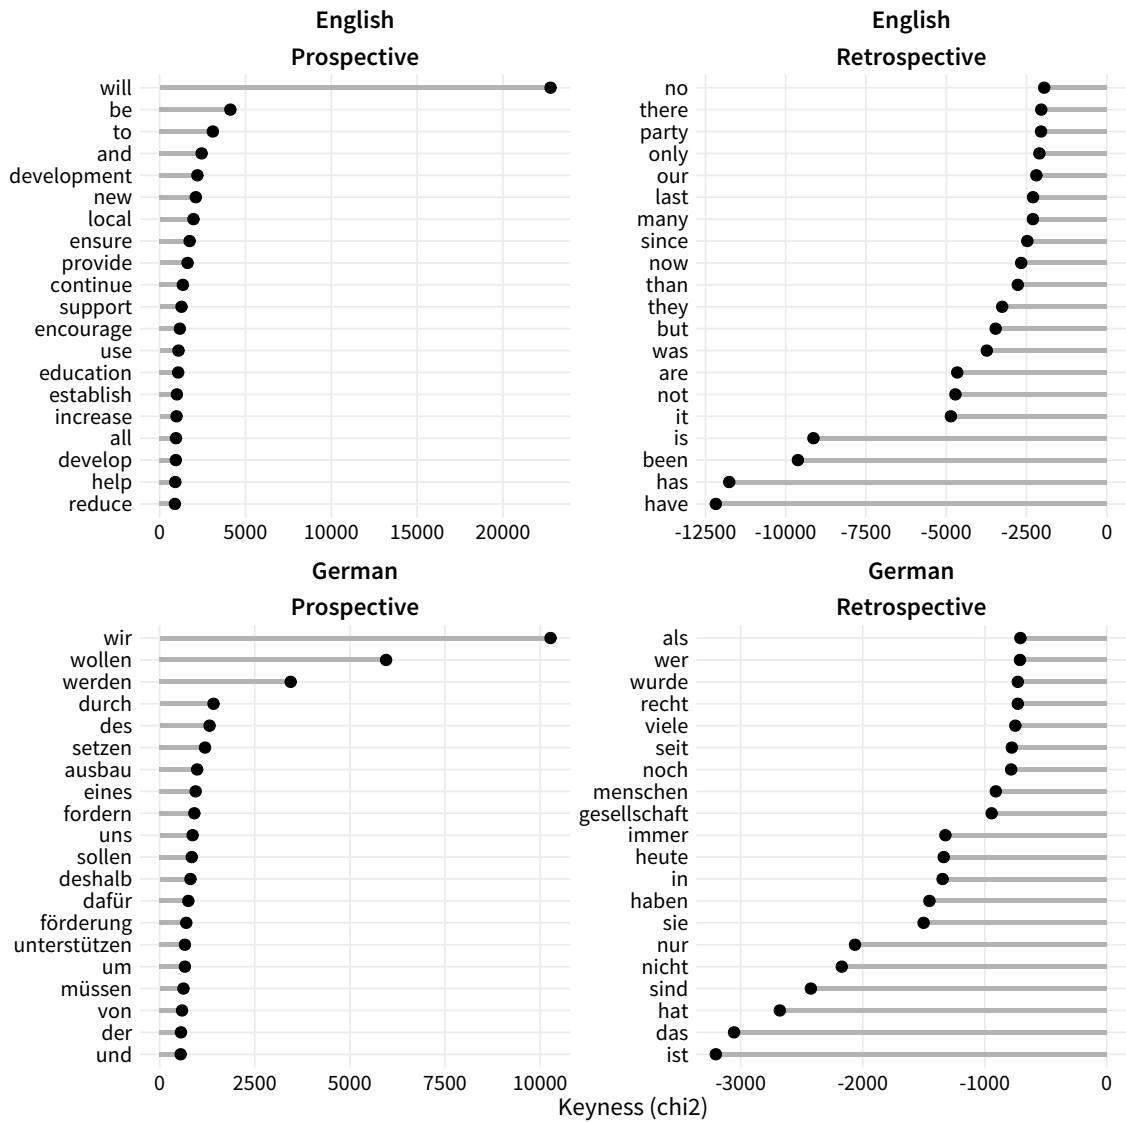 English
Prospective
will
be
to
and
development
new
local
ensure
provide
continue
support
encourage
use
education
establish
increase
all
develop
help
reduce
0 5000 10000 15000 20000
English
Retrospective
no
there
party
only
our
last
many
since
now
than
they
but
was
are
not
it
is
been
has
have
-12500 -10000 -7500 -5000 -2500 0
German
Prospective
wir
wollen
werden
durch
des
setzen
ausbau
eines
fordern
uns
sollen
deshalb
dafür
förderung
unterstützen
um
müssen
von
der
und
0 2500 5000 7500 10000
German
Retrospective
als
wer
wurde
recht
viele
seit
noch
menschen
gesellschaft
immer
heute
in
haben
sie
nur
nicht
sind
hat
das
ist
-3000 -2000 -1000 0
Keyness (chi2)